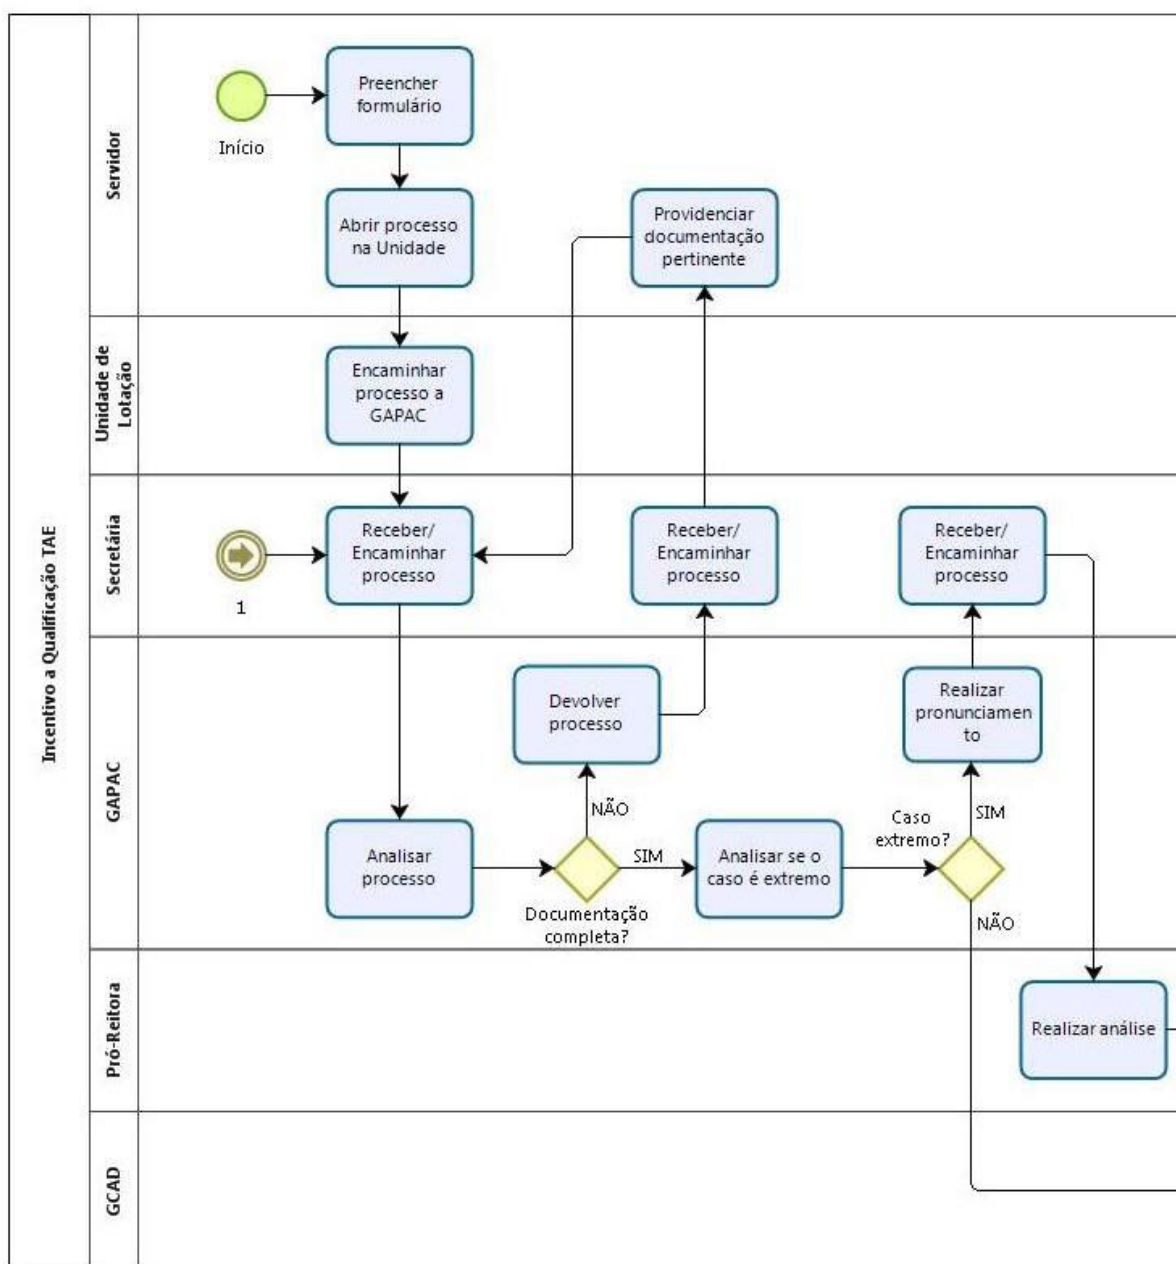 Incentivo a Qualificação TAE
Servidor
Início
Preencher
formulário
Abrir processo
na Unidade
Providenciar
documentação
pertinente
Unidade de
Lotação
Encaminhar
processo a
GAPAC
Secretária
1
Receber/
Encaminhar
processo
Receber/
Encaminhar
processo
Receber/
Encaminhar
processo
GAPAC
Devolver
processo
Realizar
pronunciamen
to
NÃO
Caso
extremo?
SIM
Analisar
processo
SIM
Analisar se o
caso é extremo
Documentação
completa?
NÃO
Pró-Reitora
Realizar análise
GCAD